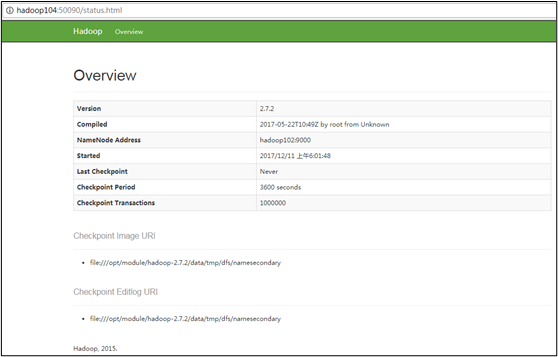 hadoop104:50090/status.html
Hadoop Overview
Overview
Version 2.7.2
Compiled 2017-05-22T10:49Z by root from Unknown
NameNode Address hadoop102:9000
Started 2017/12/11 上午6:01:48
Last Checkpoint Never
Checkpoint Period 3600 seconds
Checkpoint Transactions 1000000
Checkpoint Image URI
file:///opt/module/hadoop-2.7.2/data/tmp/dfs/namesecondary
Checkpoint Editlog URI
file:///opt/module/hadoop-2.7.2/data/tmp/dfs/namesecondary
Hadoop, 2015.